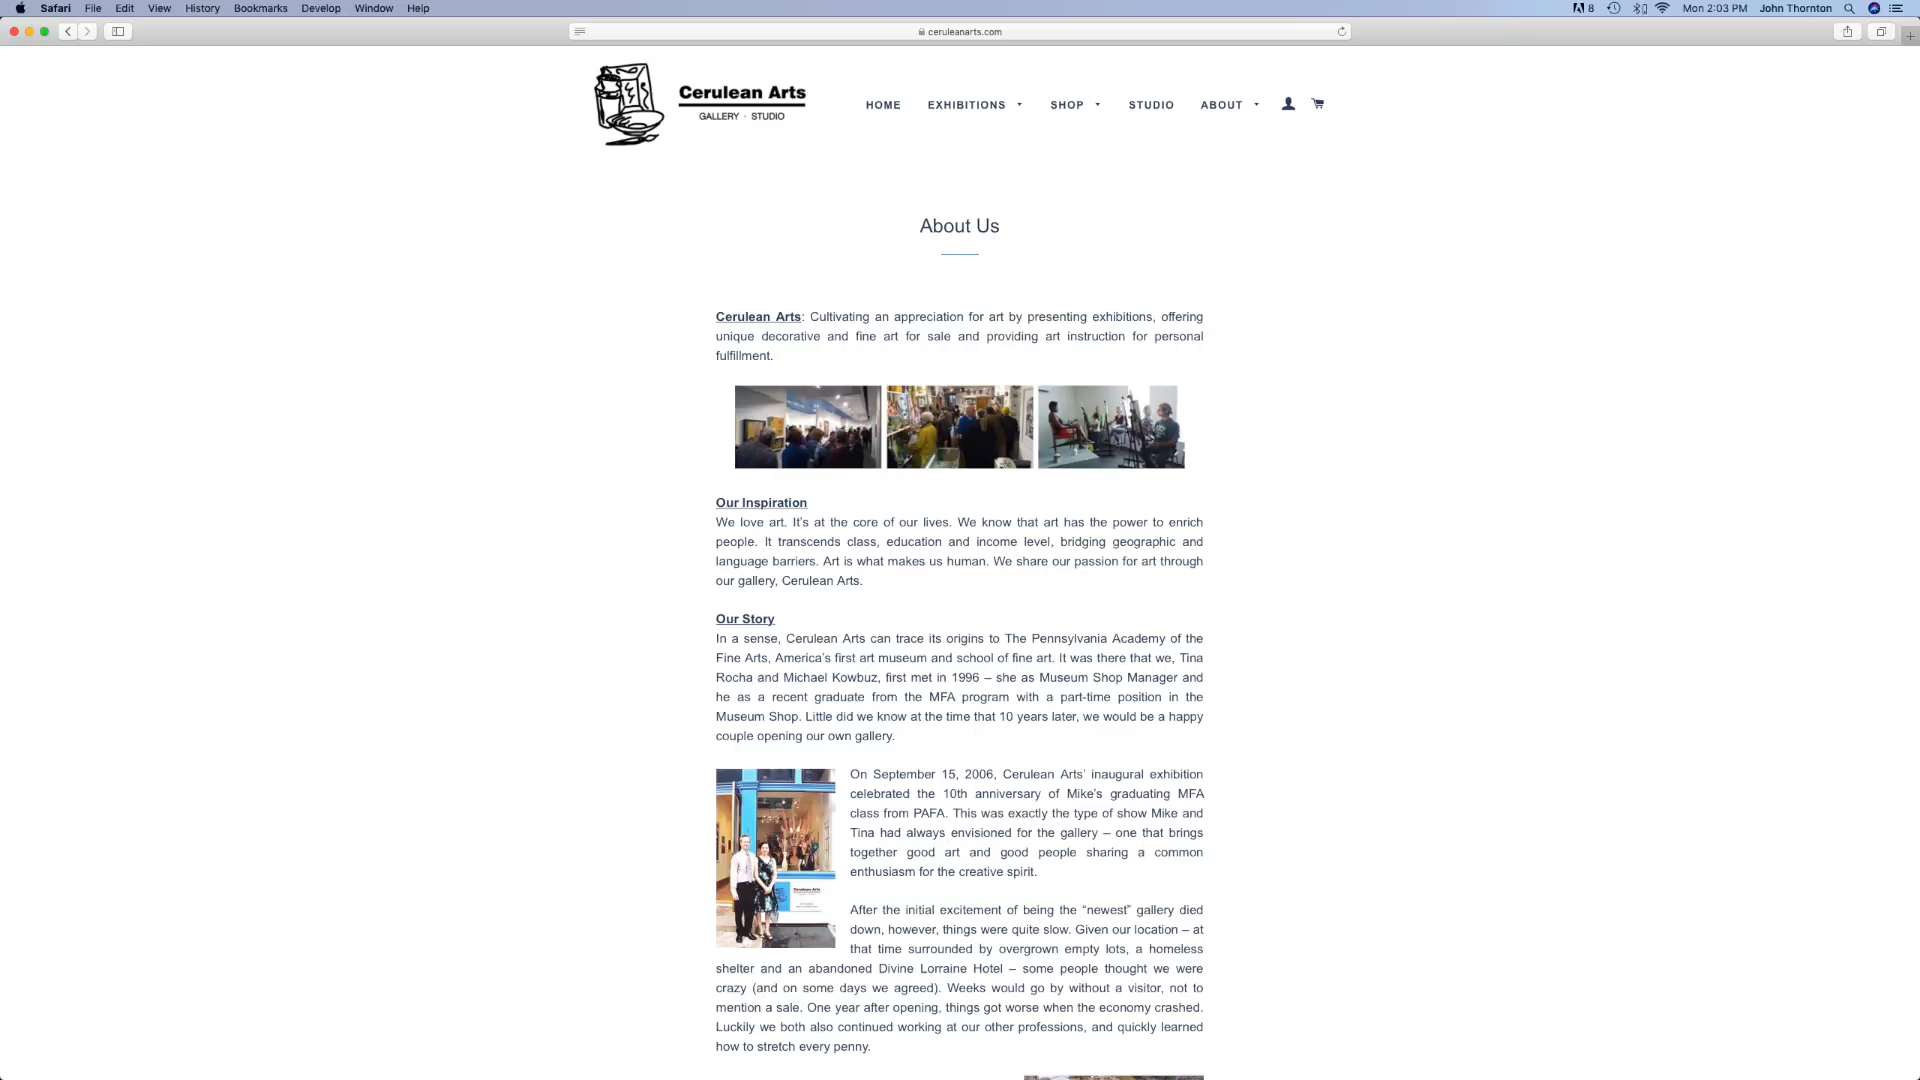 Safari File Edit View History Bookmarks Develop Window Help 8 Mon 2:03 PM John Thornton
ceruleanarts.com
Cerulean Arts
GALLERY · STUDIO
HOME EXHIBITIONS SHOP STUDIO ABOUT
About Us
Cerulean Arts: Cultivating an appreciation for art by presenting exhibitions, offering
unique decorative and fine art for sale and providing art instruction for personal
fulfillment.
Our Inspiration
We love art. It’s at the core of our lives. We know that art has the power to enrich
people. It transcends class, education and income level, bridging geographic and
language barriers. Art is what makes us human. We share our passion for art through
our gallery, Cerulean Arts.
Our Story
In a sense, Cerulean Arts can trace its origins to The Pennsylvania Academy of the
Fine Arts, America’s first art museum and school of fine art. It was there that we, Tina
Rocha and Michael Kowbuz, first met in 1996 – she as Museum Shop Manager and
he as a recent graduate from the MFA program with a part-time position in the
Museum Shop. Little did we know at the time that 10 years later, we would be a happy
couple opening our own gallery.
On September 15, 2006, Cerulean Arts’ inaugural exhibition
celebrated the 10th anniversary of Mike’s graduating MFA
class from PAFA. This was exactly the type of show Mike and
Tina had always envisioned for the gallery – one that brings
together good art and good people sharing a common
enthusiasm for the creative spirit.
After the initial excitement of being the “newest” gallery died
down, however, things were quite slow. Given our location – at
that time surrounded by overgrown empty lots, a homeless
shelter and an abandoned Divine Lorraine Hotel – some people thought we were
crazy (and on some days we agreed). Weeks would go by without a visitor, not to
mention a sale. One year after opening, things got worse when the economy crashed.
Luckily we both also continued working at our other professions, and quickly learned
how to stretch every penny.
Cerulean Arts